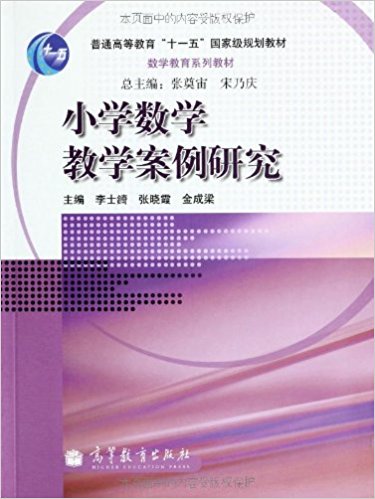 本页面中的内容受版权保护
十一五
普通高等教育“十一五”国家级规划教材
数学教育系列教材
总主编：张奠宙 宋乃庆
小学数学
教学案例研究
主编 李士锜 张晓霞 金成梁
高等教育出版社
HIGHER EDUCATION PRESS
本页面中的内容受版权保护